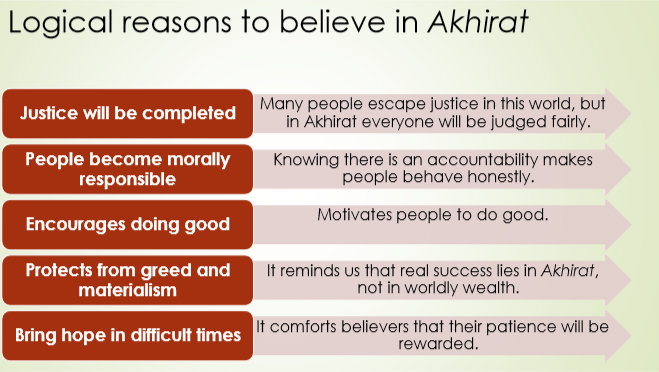 Logical reasons to believe in Akhirat
Justice will be completed
Many people escape justice in this world, but
in Akhirat everyone will be judged fairly.
People become morally
responsible
Knowing there is an accountability makes
people behave honestly.
Encourages doing good
Motivates people to do good.
Protects from greed and
materialism
It reminds us that real success lies in Akhirat,
not in worldly wealth.
Bring hope in difficult times
It comforts believers that their patience will be
rewarded.